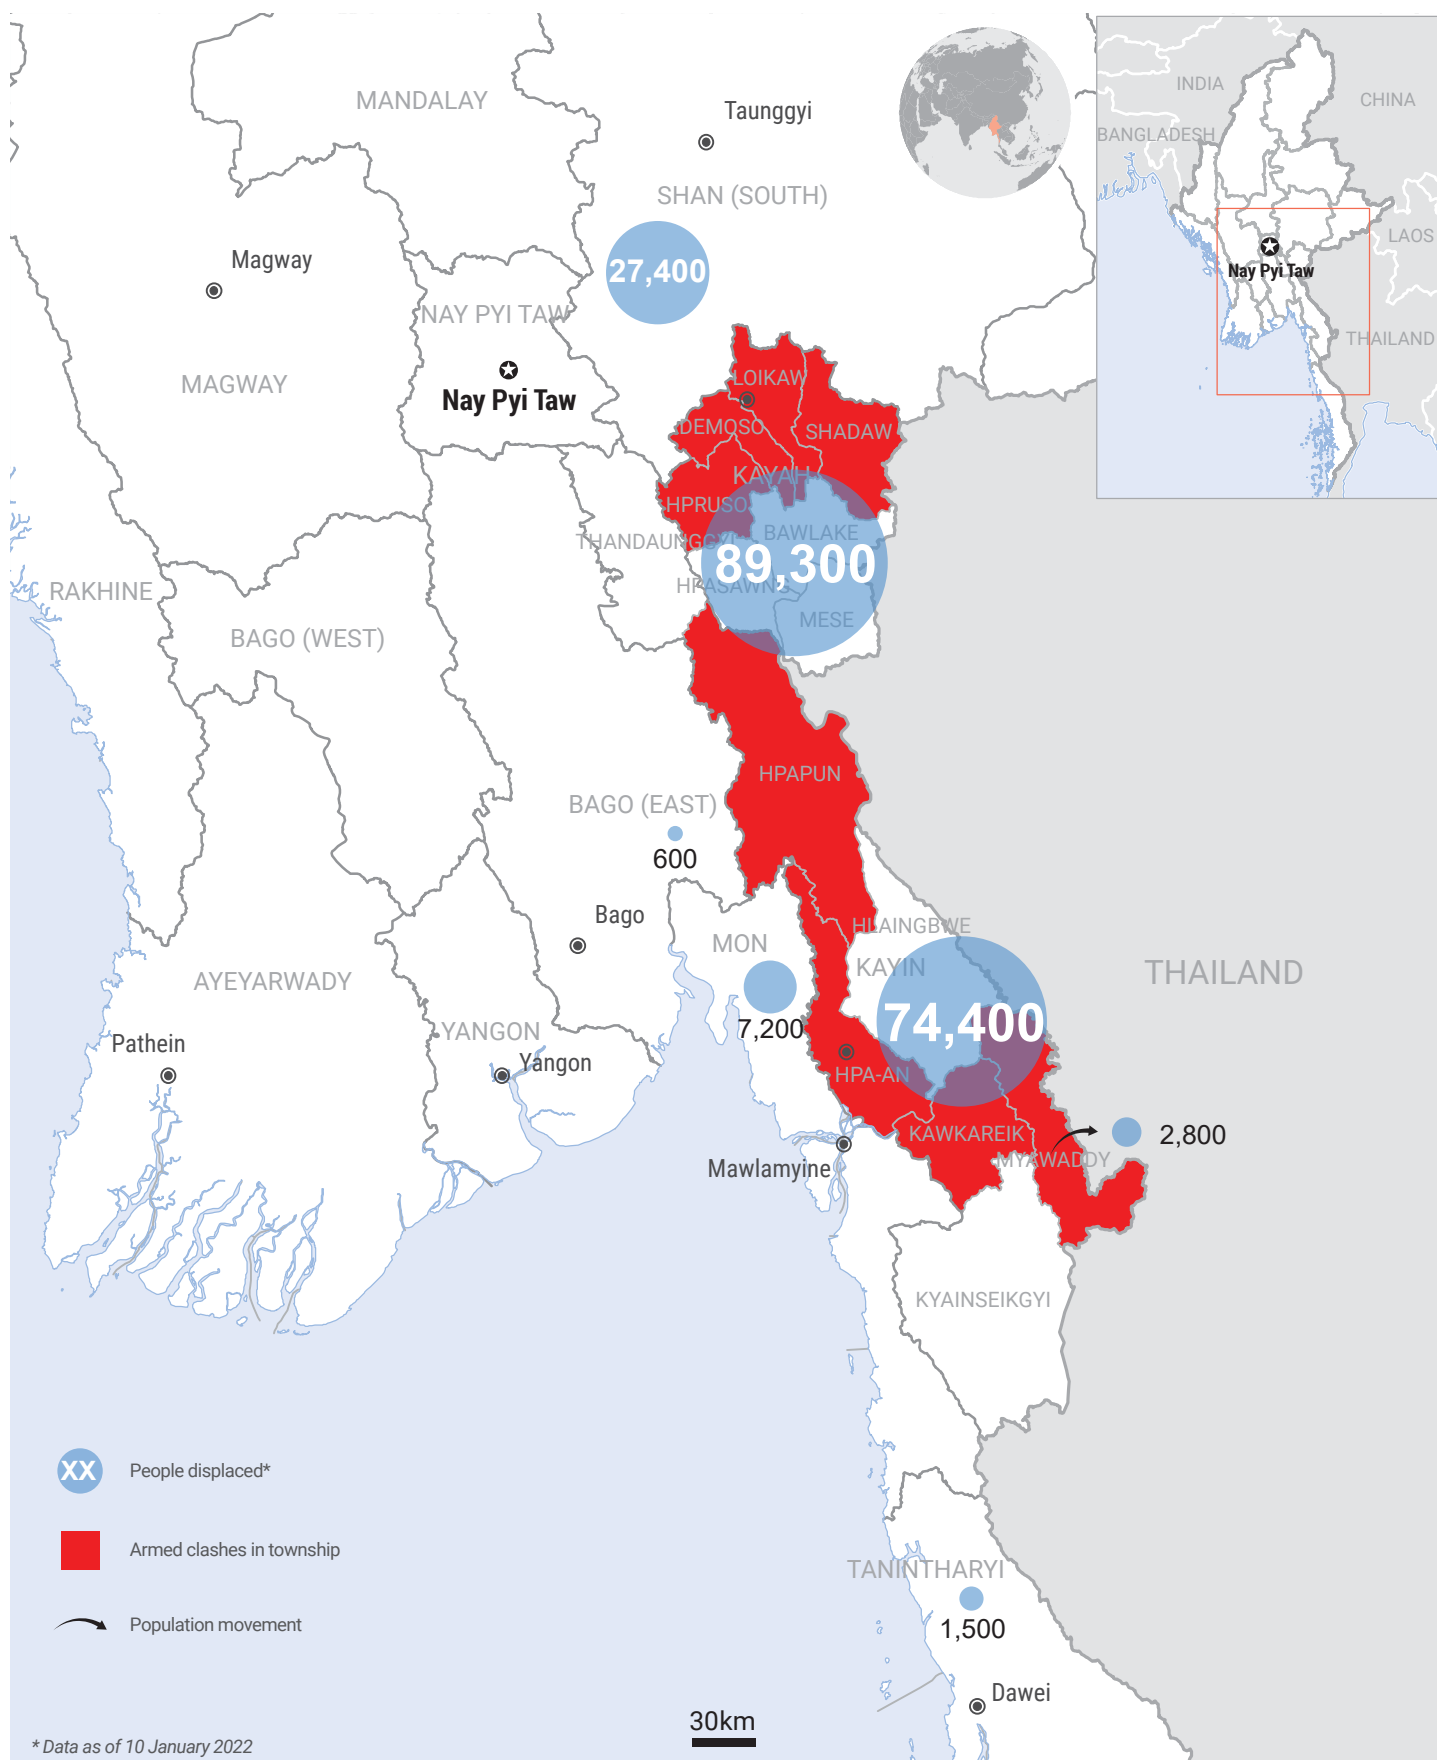 MANDALAY
Taunggyi
SHAN (SOUTH)
27,400
Magway
MAGWAY
NAY PYI TAW
Nay Pyi Taw
INDIA
CHINA
BANGLADESH
LAOS
Nay Pyi Taw
THAILAND
LOIKAW
DEMOSO
SHADAW
KAYAH
HPRUSO
BAWLAKE
THANDAUNGGYI
89,300
HPASAWNG
MESE
RAKHINE
BAGO (WEST)
HPAPUN
BAGO (EAST)
600
Bago
MON
7,200
HLAINGBWE
KAYIN
74,400
THAILAND
AYEYARWADY
Pathein
YANGON
Yangon
HPA-AN
KAWKAREIK
MYAWADDY
2,800
Mawlamyine
KYAINSEIKGYI
XX People displaced*
Armed clashes in township
Population movement
TANINTHARYI
1,500
Dawei
30km
* Data as of 10 January 2022